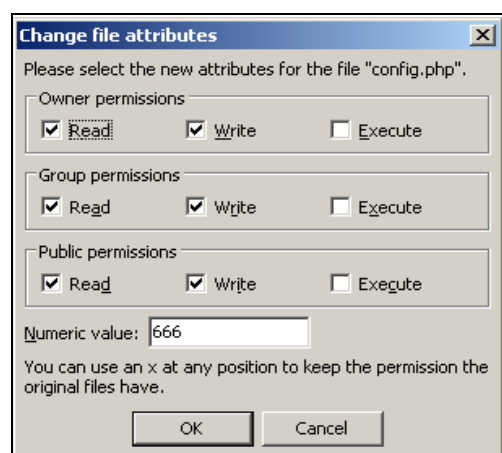 Change file attributes
Please select the new attributes for the file "config.php".
Owner permissions
Read Write Execute
Group permissions
Read Write Execute
Public permissions
Read Write Execute
Numeric value: 666
You can use an x at any position to keep the permission the
original files have.
OK Cancel